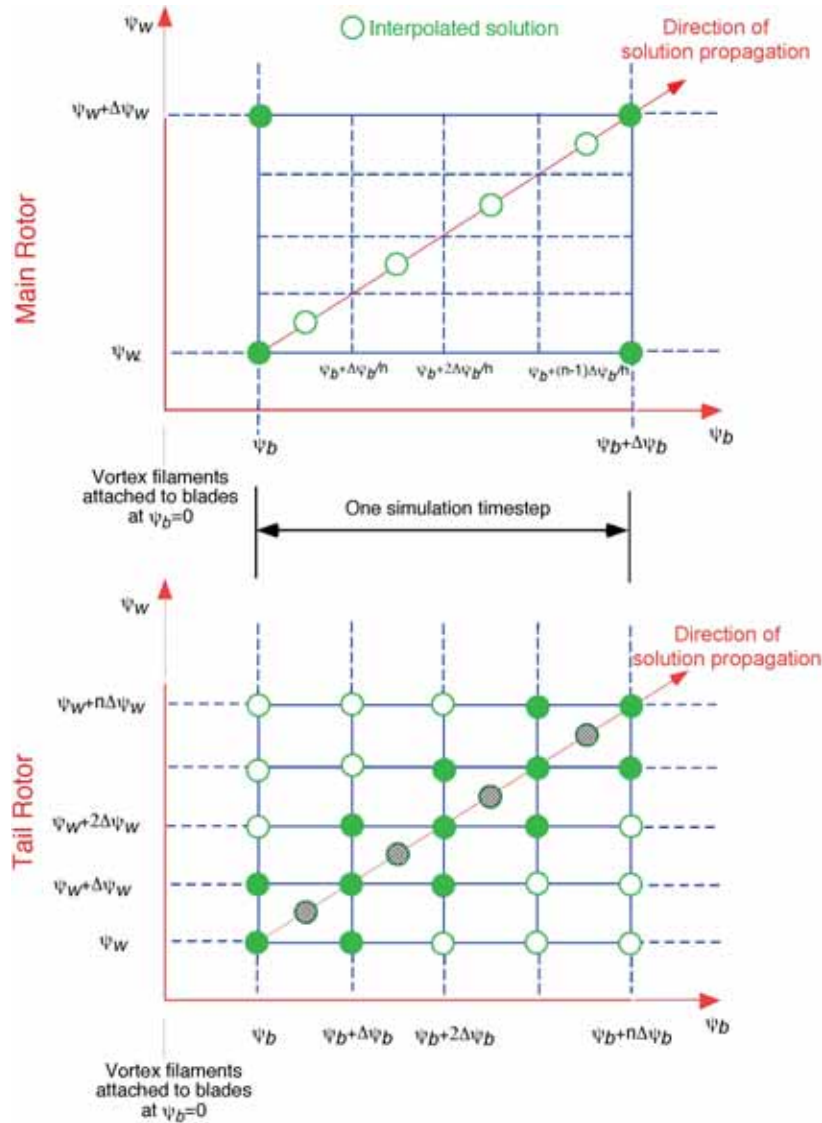 ψw
Interpolated solution
Direction of
solution propagation
ψw+Δψw
Main Rotor
ψw
ψb+Δψb/n
ψb+2Δψb/n
ψb+(n-1)Δψb/n
ψb
ψb+Δψb
ψb
Vortex filaments
attached to blades
at ψb=0
One simulation timestep
ψw
Direction of
solution propagation
ψw+nΔψw
Tail Rotor
ψw+2Δψw
ψw+Δψw
ψw
ψb
ψb+Δψb
ψb+2Δψb
ψb+nΔψb
ψb
Vortex filaments
attached to blades
at ψb=0